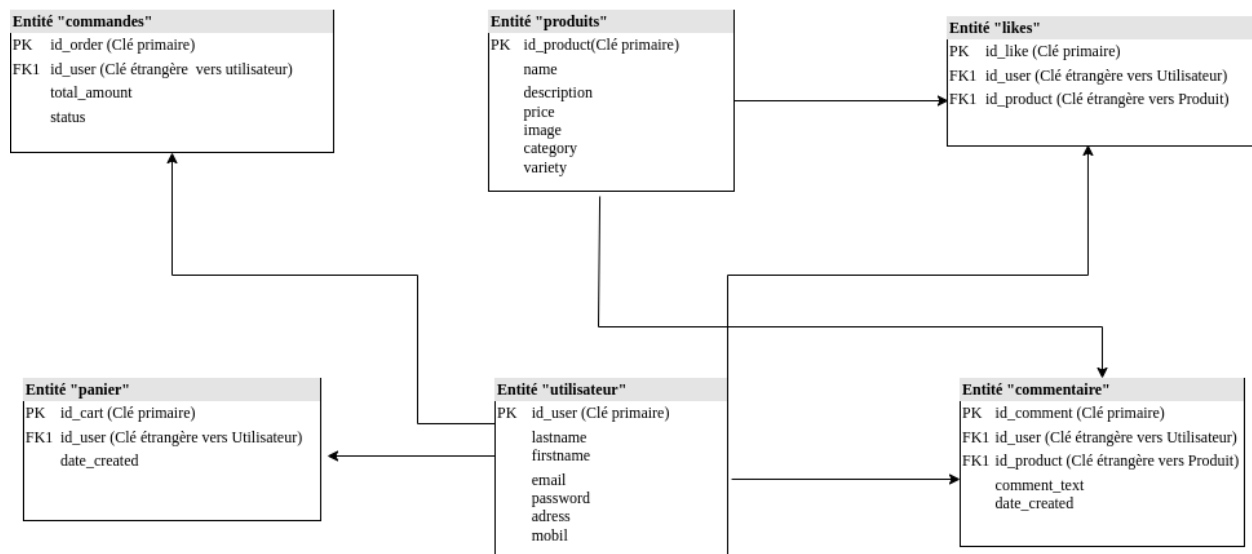 Entité "commandes"
PK id_order (Clé primaire)
FK1 id_user (Clé étrangère vers utilisateur)
total_amount
status
Entité "produits"
PK id_product(Clé primaire)
name
description
price
image
category
variety
Entité "likes"
PK id_like (Clé primaire)
FK1 id_user (Clé étrangère vers Utilisateur)
FK1 id_product (Clé étrangère vers Produit)
Entité "panier"
PK id_cart (Clé primaire)
FK1 id_user (Clé étrangère vers Utilisateur)
date_created
Entité "utilisateur"
PK id_user (Clé primaire)
lastname
firstname
email
password
adress
mobil
Entité "commentaire"
PK id_comment (Clé primaire)
FK1 id_user (Clé étrangère vers Utilisateur)
FK1 id_product (Clé étrangère vers Produit)
comment_text
date_created